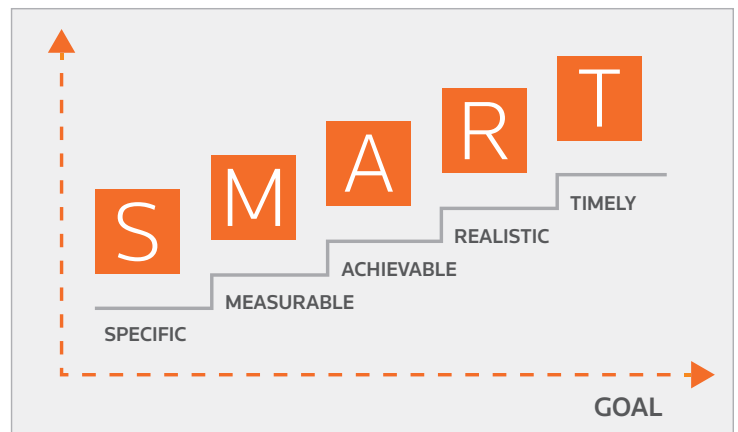 S
M
A
R
T
SPECIFIC
MEASURABLE
ACHIEVABLE
REALISTIC
TIMELY
GOAL